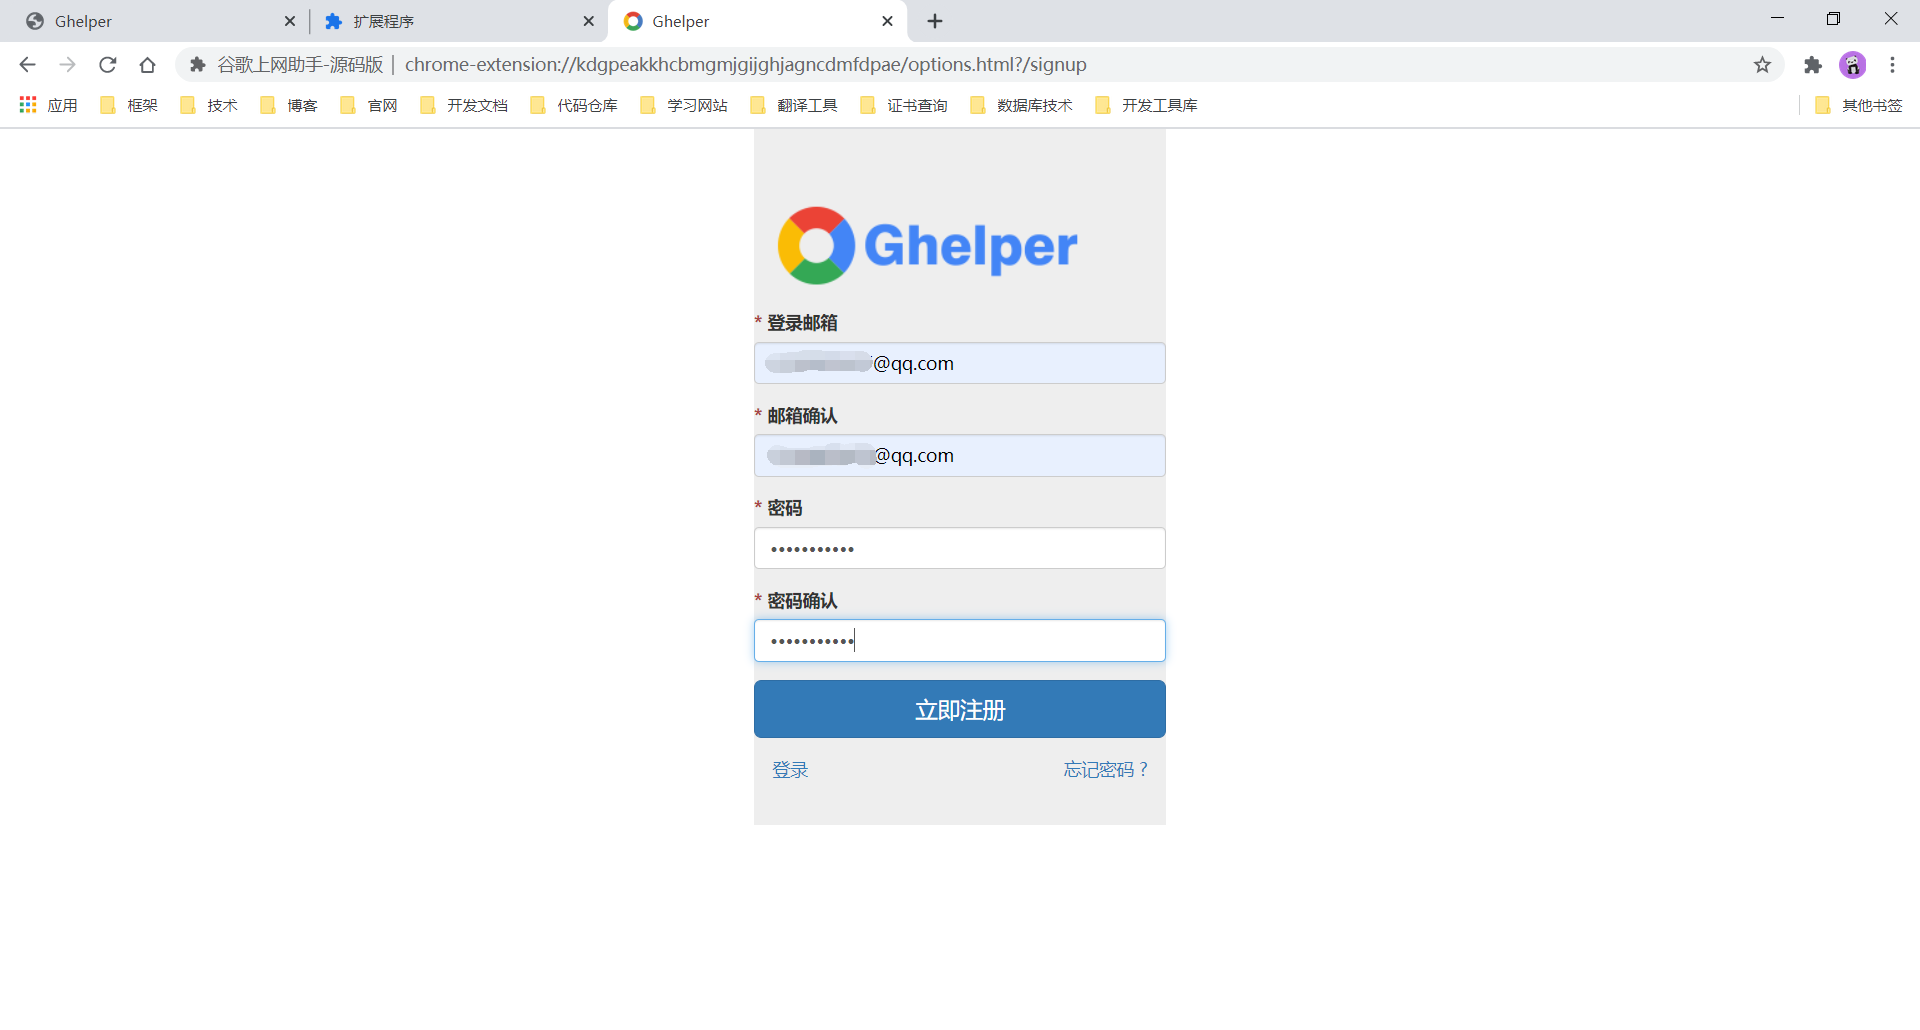 Ghelper
扩展程序
Ghelper
谷歌上网助手-源码版 | chrome-extension://kdgpeakkhcbmgmjgijghjagncdmfdpae/options.html?/signup
应用 框架 技术 博客 官网 开发文档 代码仓库 学习网站 翻译工具 证书查询 数据库技术 开发工具库 其他书签
Ghelper
* 登录邮箱
@qq.com
* 邮箱确认
@qq.com
* 密码
•••••••••••
* 密码确认
•••••••••••
立即注册
登录 忘记密码？